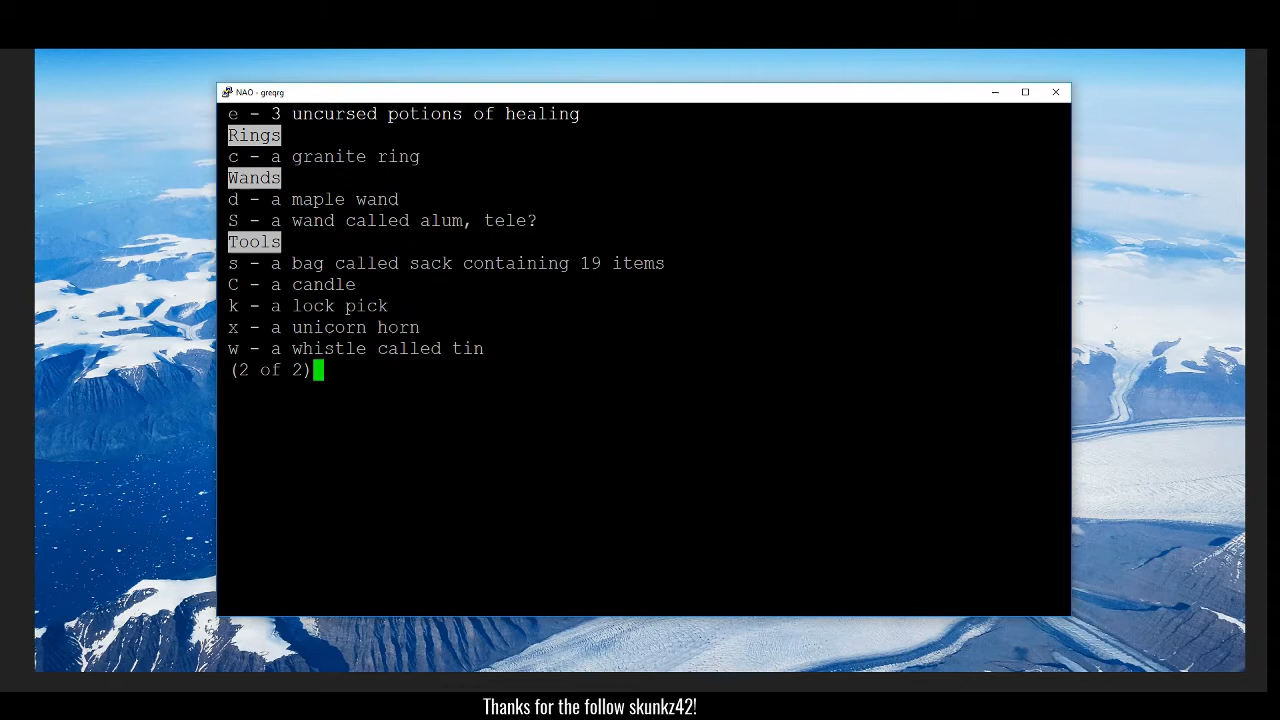 NAO - greqrg
e - 3 uncursed potions of healing
Rings
c - a granite ring
Wands
d - a maple wand
S - a wand called alum, tele?
Tools
s - a bag called sack containing 19 items
C - a candle
k - a lock pick
x - a unicorn horn
w - a whistle called tin
(2 of 2)
Thanks for the follow skunkz42!